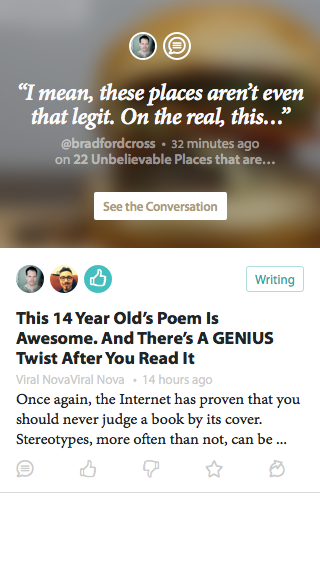 “I mean, these places aren’t even
that legit. On the real, this…”
@bradfordcross • 32 minutes ago
on 22 Unbelievable Places that are…
See the Conversation
Writing
This 14 Year Old’s Poem Is
Awesome. And There’s A GENIUS
Twist After You Read It
Viral NovaViral Nova • 14 hours ago
Once again, the Internet has proven that you
should never judge a book by its cover.
Stereotypes, more often than not, can be ...